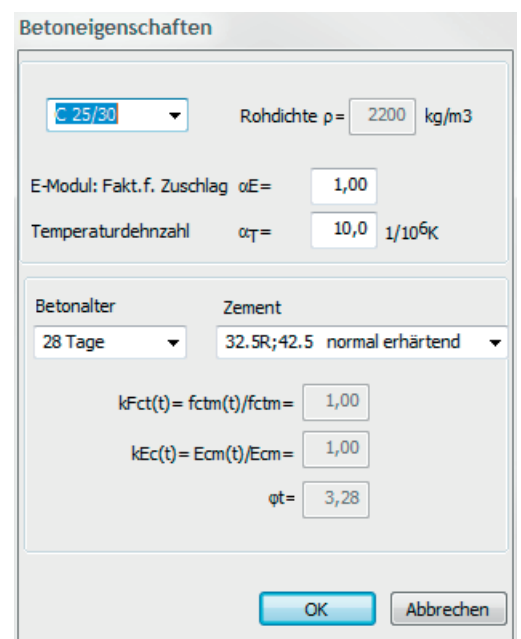 Betoneigenschaften
C 25/30 Rohdichte ρ= 2200 kg/m3
E-Modul: Fakt.f. Zuschlag αE= 1,00
Temperaturdehnzahl αT= 10,0 1/10⁶K
Betonalter Zement
28 Tage 32.5R;42.5 normal erhärtend
kFct(t)= fctm(t)/fctm= 1,00
kEc(t)= Ecm(t)/Ecm= 1,00
φt= 3,28
OK Abbrechen